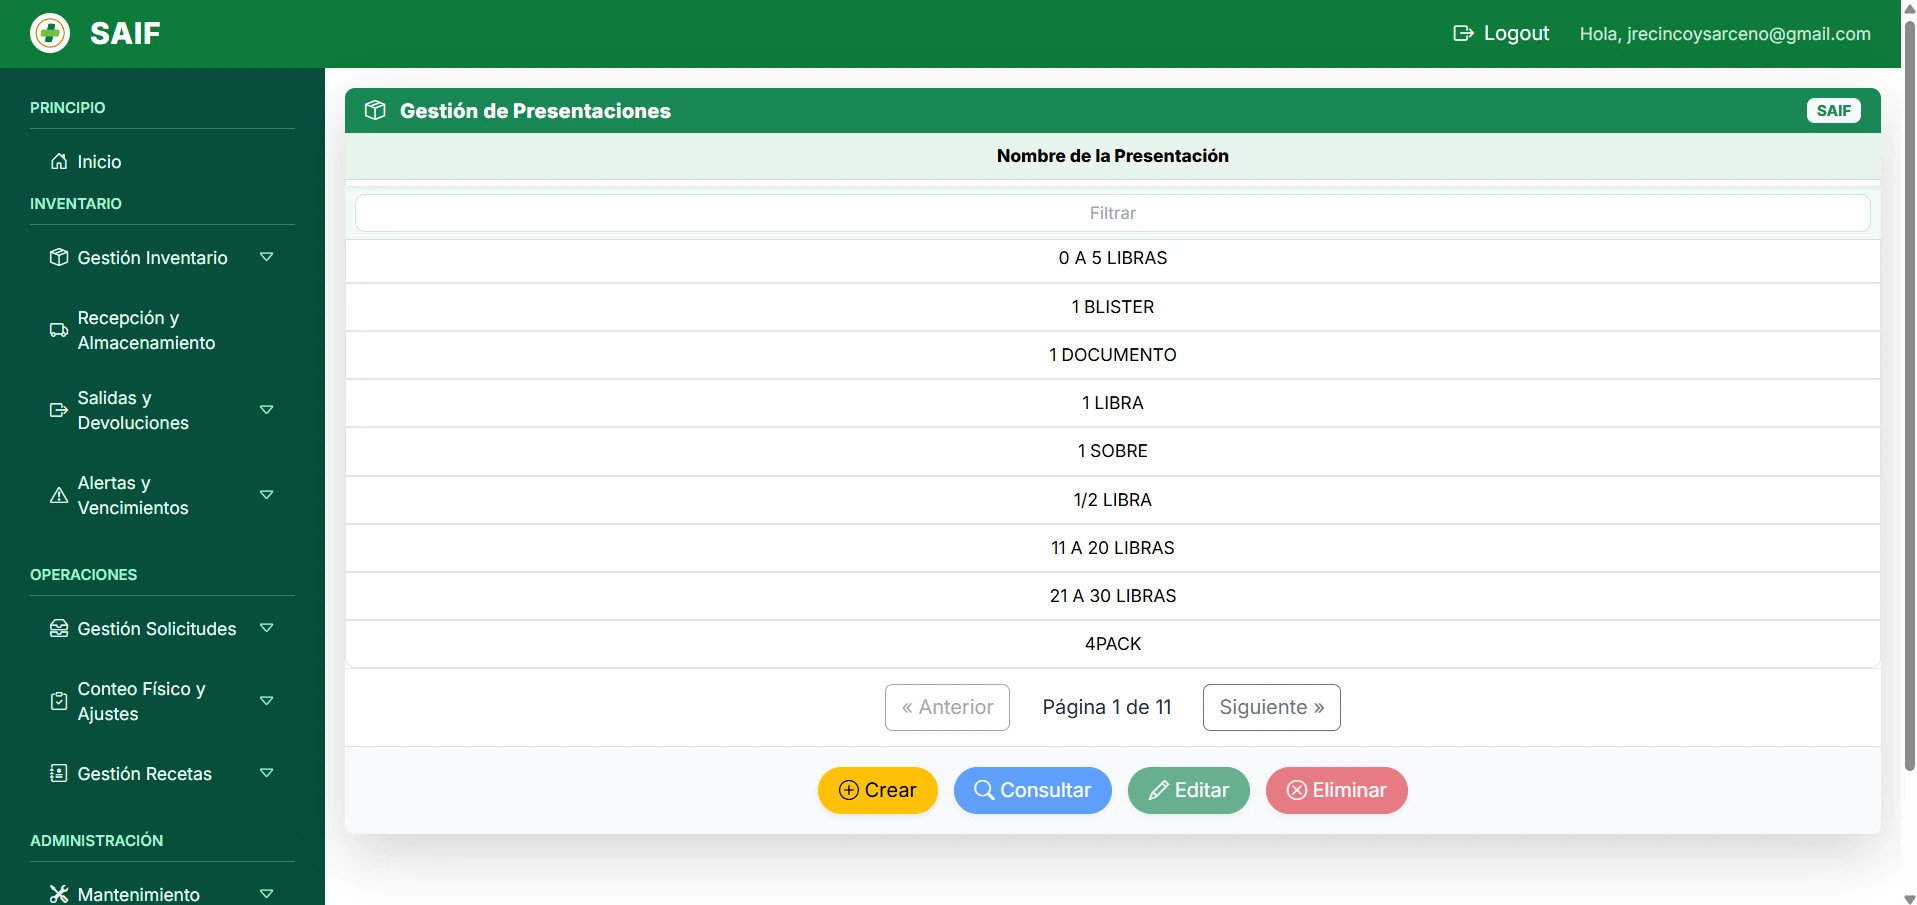 SAIF
Logout
Hola, jrecincoysarceno@gmail.com
PRINCIPIO
Inicio
INVENTARIO
Gestión Inventario
Recepción y
Almacenamiento
Salidas y
Devoluciones
Alertas y
Vencimientos
OPERACIONES
Gestión Solicitudes
Conteo Físico y
Ajustes
Gestión Recetas
ADMINISTRACIÓN
Mantenimiento
Gestión de Presentaciones
SAIF
Nombre de la Presentación
Filtrar
0 A 5 LIBRAS
1 BLISTER
1 DOCUMENTO
1 LIBRA
1 SOBRE
1/2 LIBRA
11 A 20 LIBRAS
21 A 30 LIBRAS
4PACK
« Anterior
Página 1 de 11
Siguiente »
Crear
Consultar
Editar
Eliminar